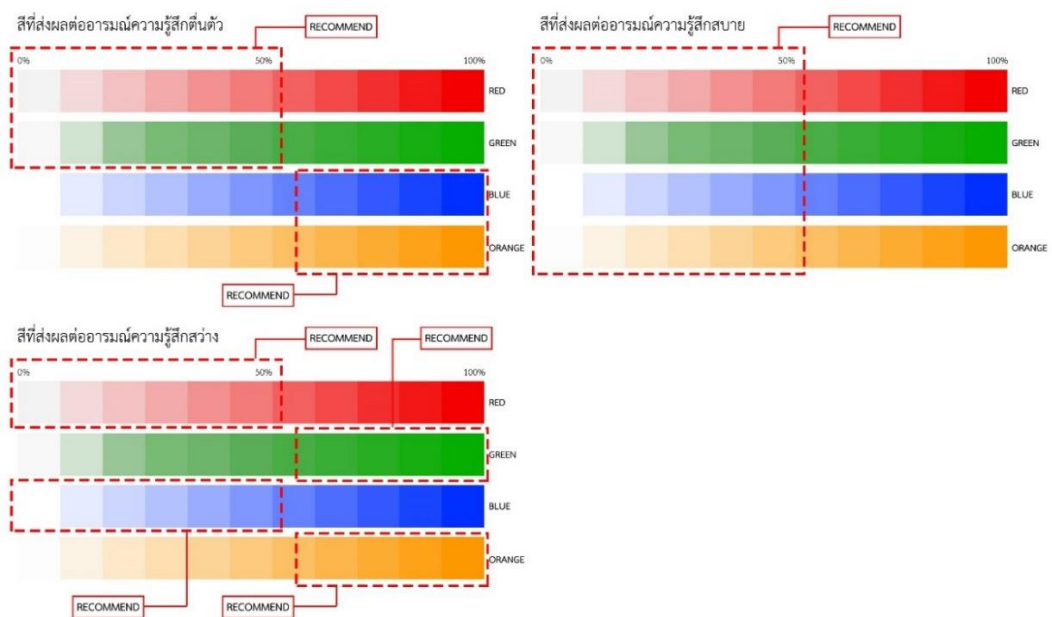 สีที่ส่งผลต่ออารมณ์ความรู้สึกตื่นตัว
RECOMMEND
0%
50%
100%
RED
GREEN
BLUE
ORANGE
RECOMMEND
สีที่ส่งผลต่ออารมณ์ความรู้สึกสบาย
RECOMMEND
0%
50%
100%
RED
GREEN
BLUE
ORANGE
สีที่ส่งผลต่ออารมณ์ความรู้สึกสว่าง
RECOMMEND
RECOMMEND
0%
50%
100%
RED
GREEN
BLUE
ORANGE
RECOMMEND
RECOMMEND